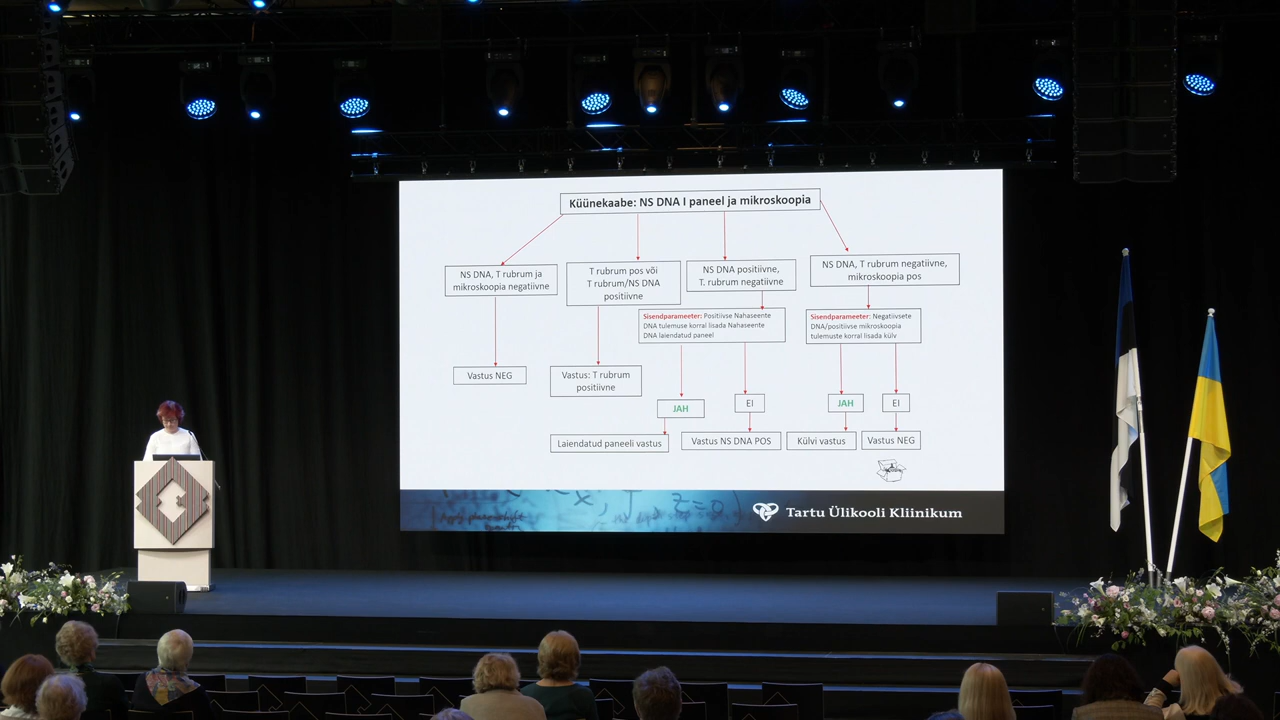 Küünekaabe: NS DNA I paneel ja mikroskoopia
NS DNA, T rubrum ja
mikroskoopia negatiivne
T rubrum pos või
T rubrum/NS DNA
positiivne
NS DNA positiivne,
T. rubrum negatiivne
NS DNA, T rubrum negatiivne,
mikroskoopia pos
Sisendparameeter: Positiivse Nahaseente
DNA tulemuse korral lisada Nahaseente
DNA laiendatud paneel
Sisendparameeter: Negatiivsete
DNA/positiivse mikroskoopia
tulemuste korral lisada külv
Vastus NEG
Vastus: T rubrum
positiivne
JAH
EI
JAH
EI
Laiendatud paneeli vastus
Vastus NS DNA POS
Külvi vastus
Vastus NEG
Z=0
Tartu Ülikooli Kliinikum